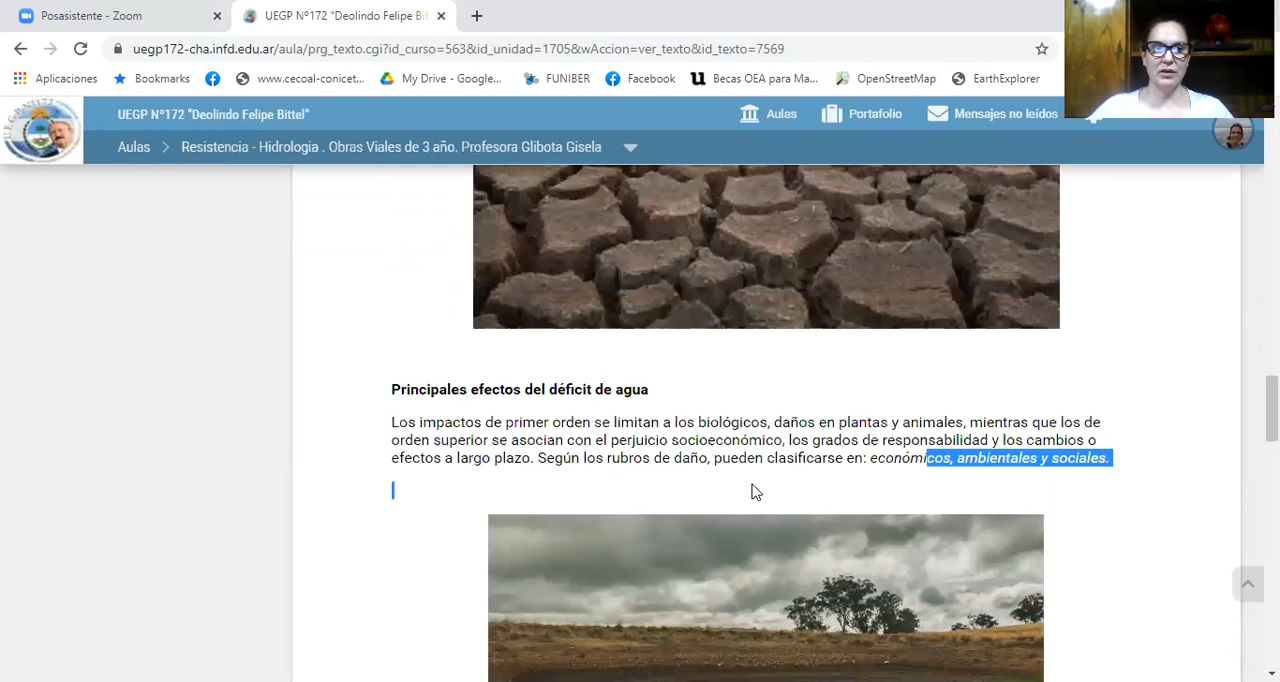 Posasistente - Zoom
UEGP Nº172 "Deolindo Felipe Bit
uegp172-cha.infd.edu.ar/aula/prg_texto.cgi?id_curso=563&id_unidad=1705&wAccion=ver_texto&id_texto=7569
Aplicaciones
Bookmarks
www.cecoal-conicet...
My Drive - Google...
FUNIBER
Facebook
Becas OEA para Ma...
OpenStreetMap
EarthExplorer
UEGP Nº172 "Deolindo Felipe Bittel"
Aulas
Portafolio
Mensajes no leídos
Aulas > Resistencia - Hidrologia . Obras Viales de 3 año. Profesora Glibota Gisela
Principales efectos del déficit de agua
Los impactos de primer orden se limitan a los biológicos, daños en plantas y animales, mientras que los de
orden superior se asocian con el perjuicio socioeconómico, los grados de responsabilidad y los cambios o
efectos a largo plazo. Según los rubros de daño, pueden clasificarse en: económicos, ambientales y sociales.